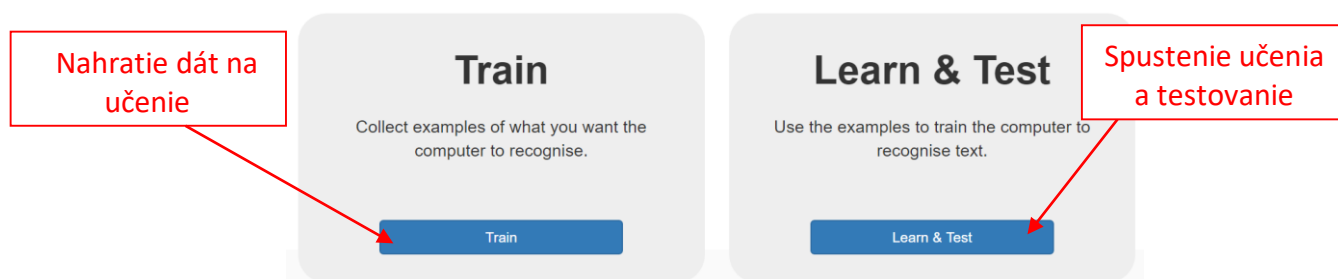 Nahratie dát na
učenie
Train
Collect examples of what you want the
computer to recognise.
Train
Learn & Test
Use the examples to train the computer to
recognise text.
Learn & Test
Spustenie učenia
a testovanie